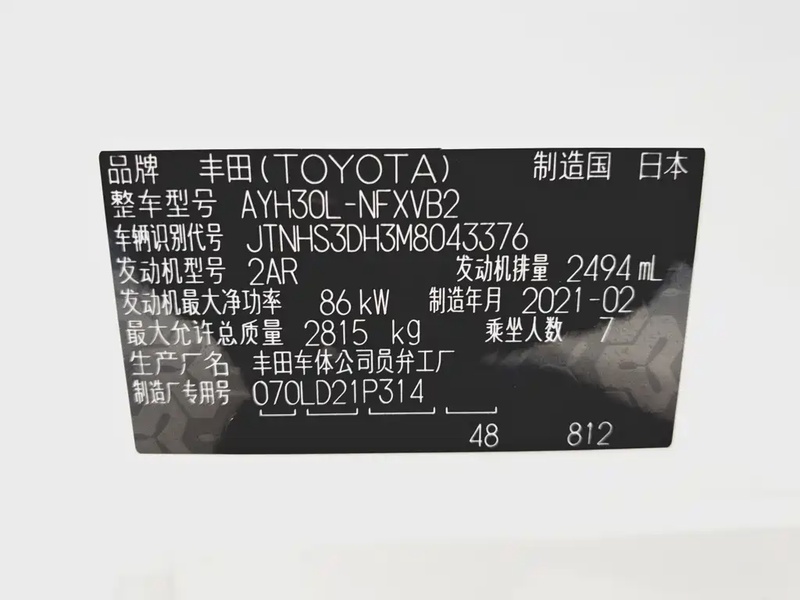 品牌 丰田(TOYOTA) 制造国 日本
整车型号 AYH30L-NFXVB2
车辆识别代号 JTNHS3DH3M8043376
发动机型号 2AR 发动机排量 2494 mL
发动机最大净功率 86 kW 制造年月 2021-02
最大允许总质量 2815 kg 乘坐人数 7
生产厂名 丰田车体公司员弁工厂
制造厂专用号 070LD21P314
48 812